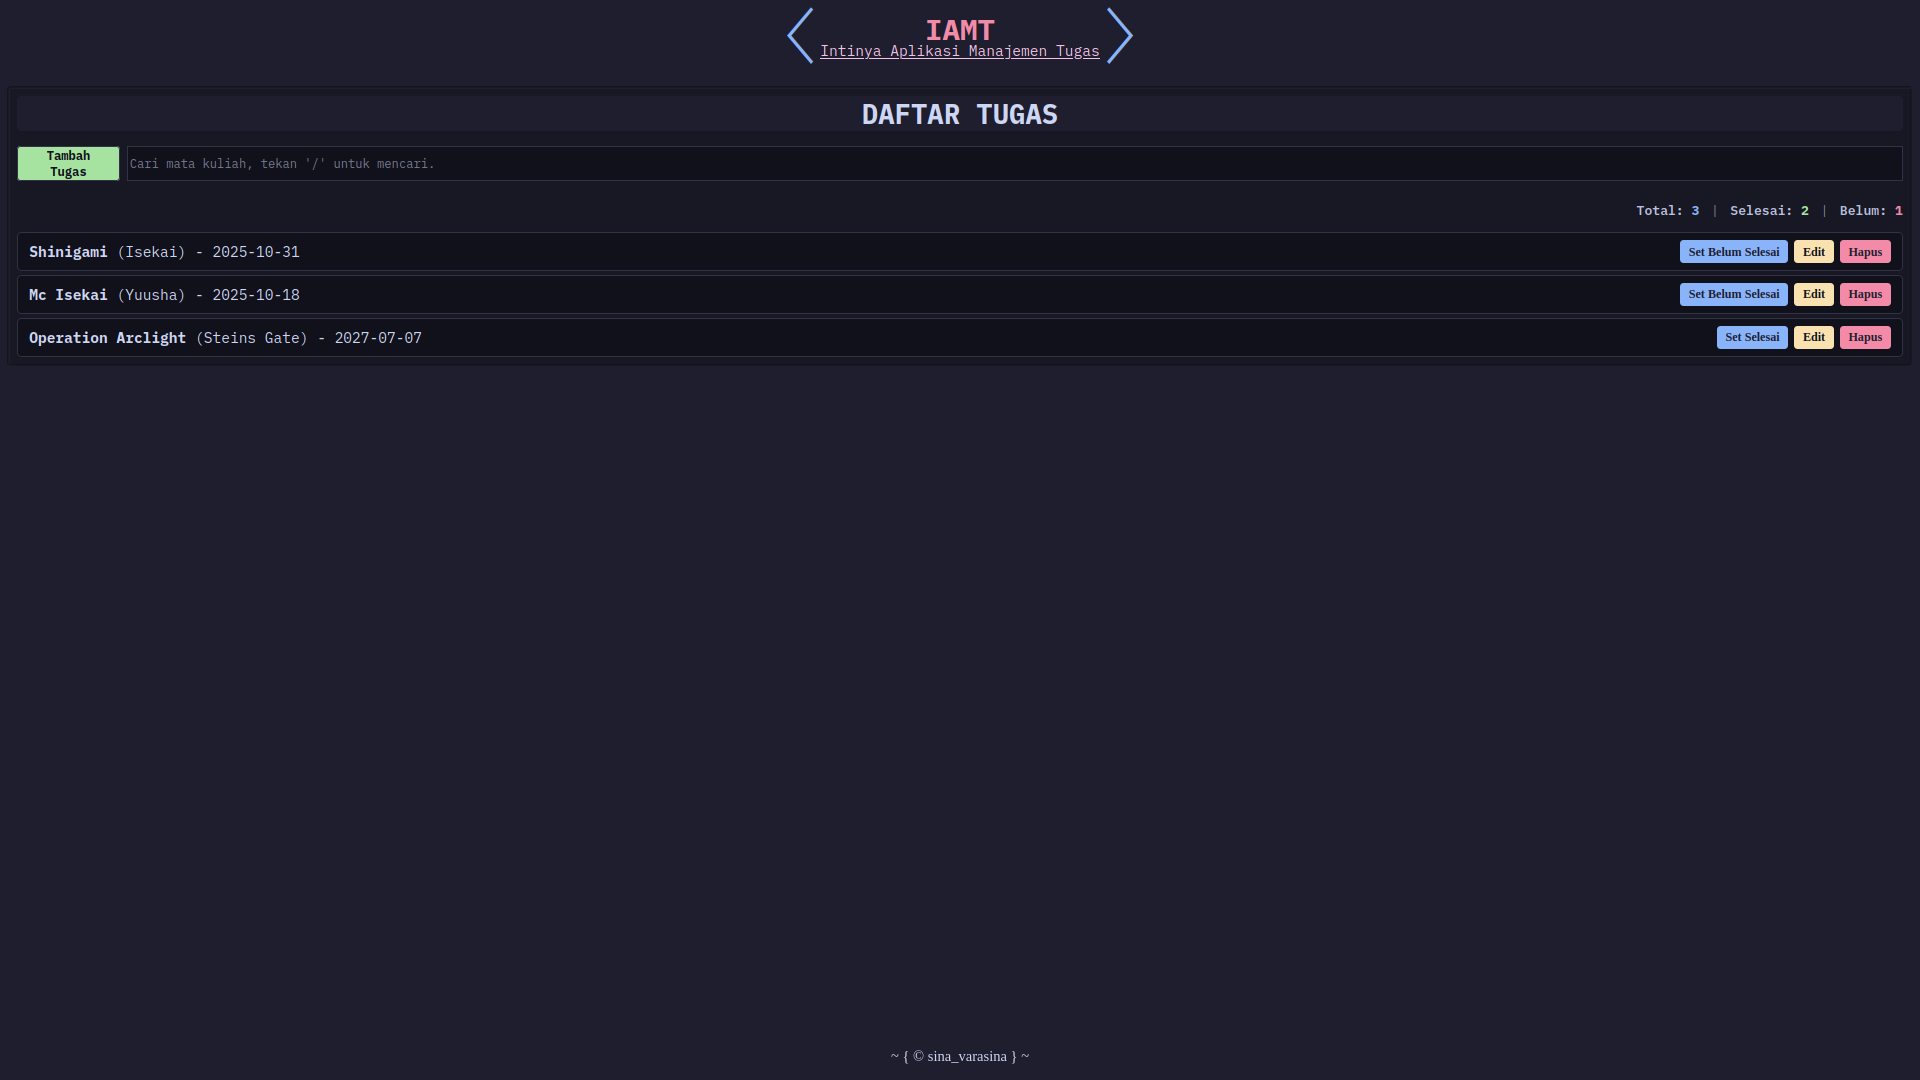 IAMT
Intinya Aplikasi Manajemen Tugas
DAFTAR TUGAS
Tambah Tugas
Cari mata kuliah, tekan '/' untuk mencari.
Total: 3 | Selesai: 2 | Belum: 1
Shinigami (Isekai) - 2025-10-31 Set Belum Selesai Edit Hapus
Mc Isekai (Yuusha) - 2025-10-18 Set Belum Selesai Edit Hapus
Operation Arclight (Steins Gate) - 2027-07-07 Set Selesai Edit Hapus
~ { © sina_varasina } ~